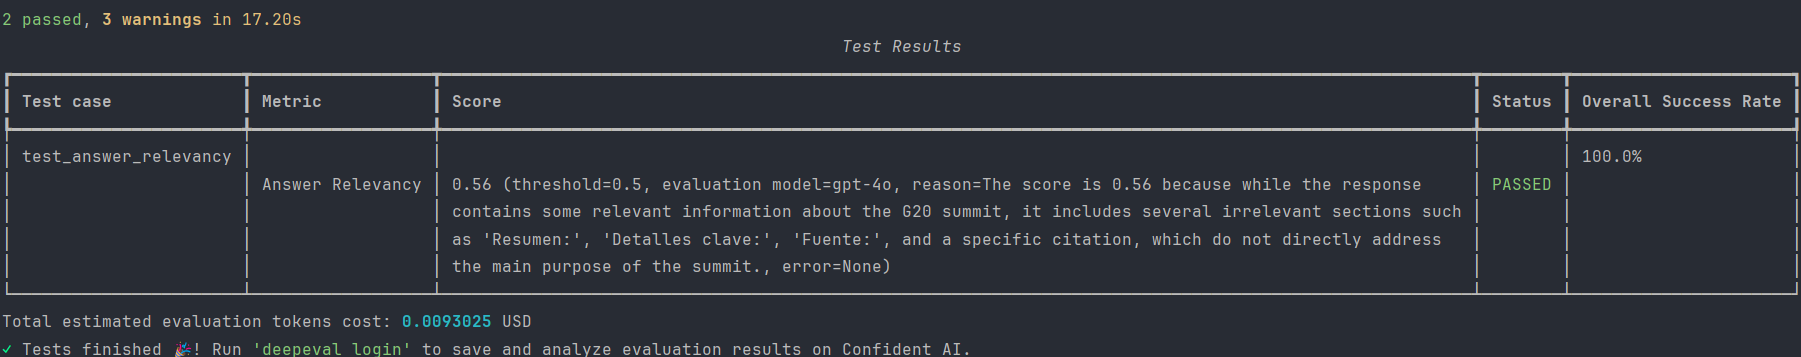 2 passed, 3 warnings in 17.20s
Test Results
Test case Metric Score Status Overall Success Rate
test_answer_relevancy 100.0%
Answer Relevancy 0.56 (threshold=0.5, evaluation model=gpt-4o, reason=The score is 0.56 because while the response PASSED
contains some relevant information about the G20 summit, it includes several irrelevant sections such
as 'Resumen:', 'Detalles clave:', 'Fuente:', and a specific citation, which do not directly address
the main purpose of the summit., error=None)
Total estimated evaluation tokens cost: 0.0093025 USD
✓ Tests finished 🎉! Run 'deepeval login' to save and analyze evaluation results on Confident AI.